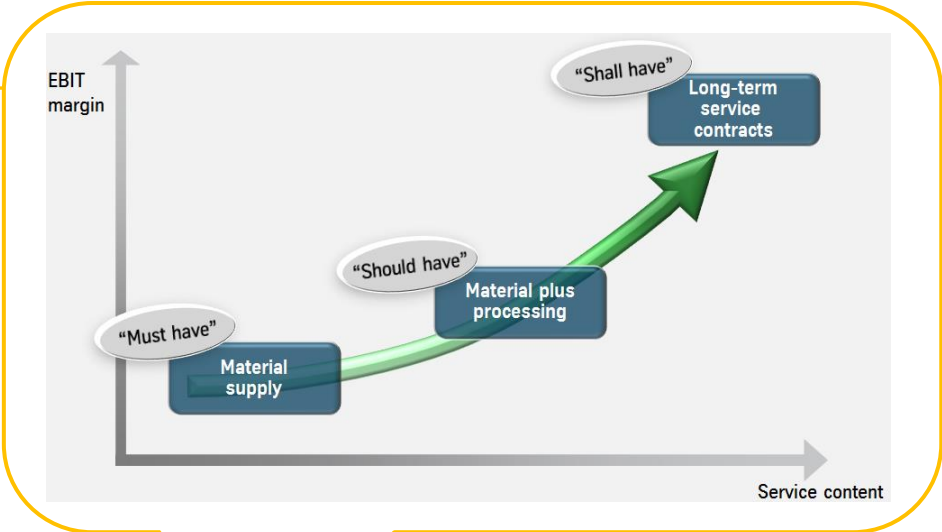 EBIT
margin
“Shall have”
Long-term
service
contracts
“Should have”
Material plus
processing
“Must have”
Material
supply
Service content